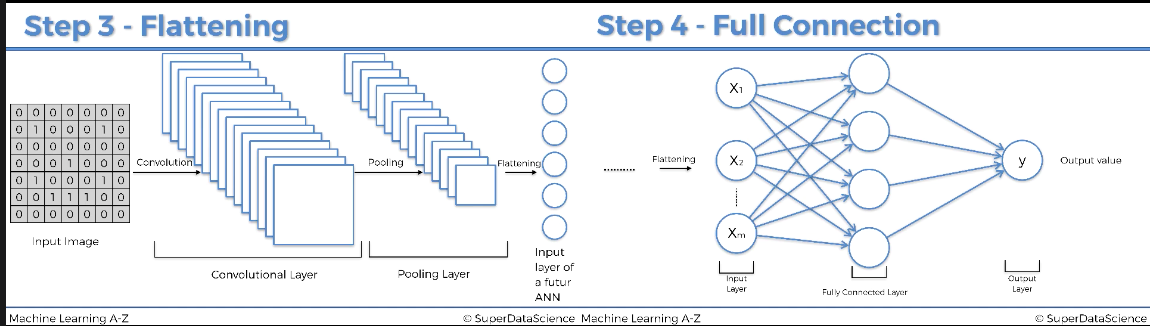 Step 3 - Flattening
0 0 0 0 0 0 0
0 1 0 0 0 1 0
0 0 0 0 0 0 0
0 0 0 1 0 0 0
0 1 0 0 0 1 0
0 0 1 1 1 0 0
0 0 0 0 0 0 0
Input Image
Convolution
Convolutional Layer
Pooling
Pooling Layer
Flattening
Input
layer of
a futur
ANN
Machine Learning A-Z
© SuperDataScience
Step 4 - Full Connection
..........
Flattening
X1
X2
Xm
Input
Layer
Fully Connected Layer
y
Output value
Output
Layer
Machine Learning A-Z
© SuperDataScience